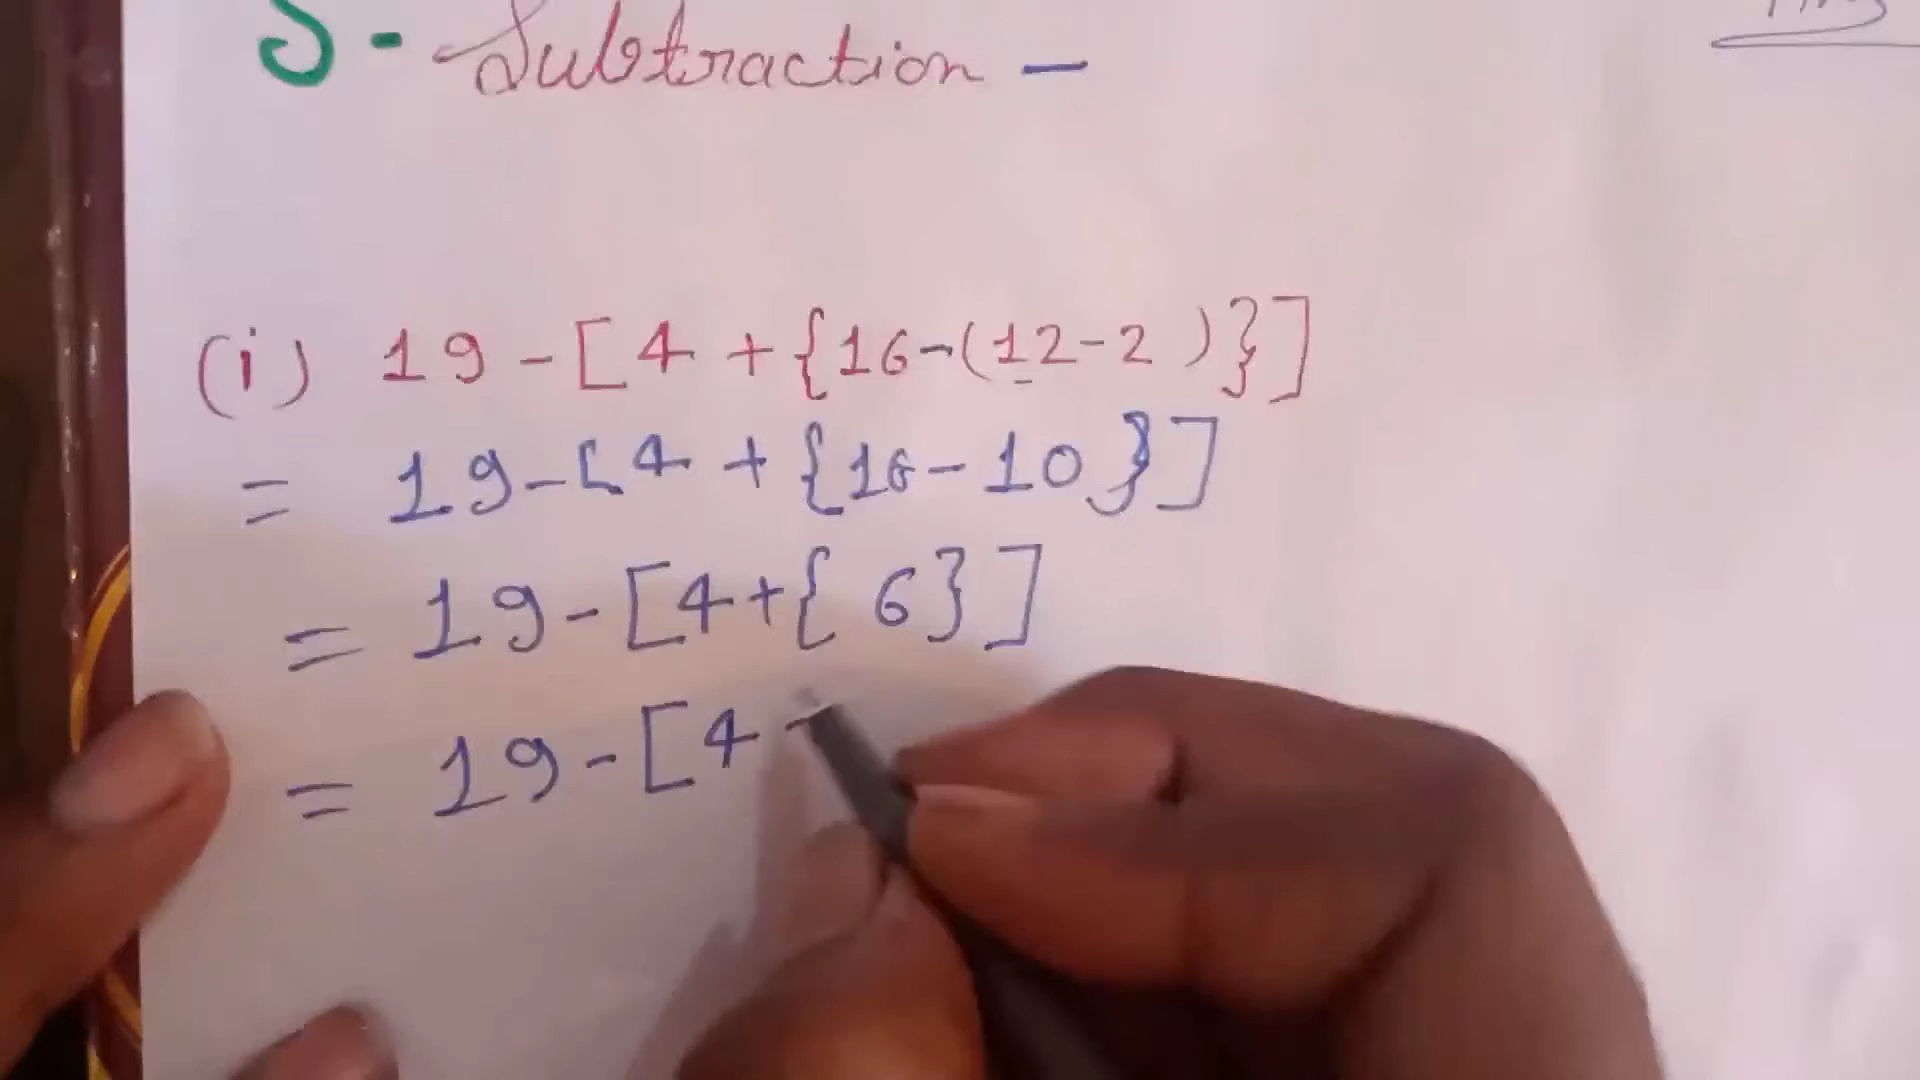 S - Subtraction -
(i) 19-[4+{16-(12-2)}]
= 19-[4+{16-10}]
= 19-[4+{6}]
= 19-[4